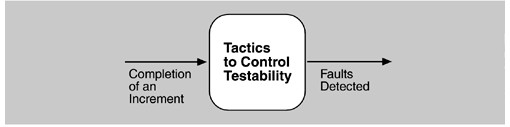 Tactics
to Control
Testability
Completion
of an
Increment
Faults
Detected